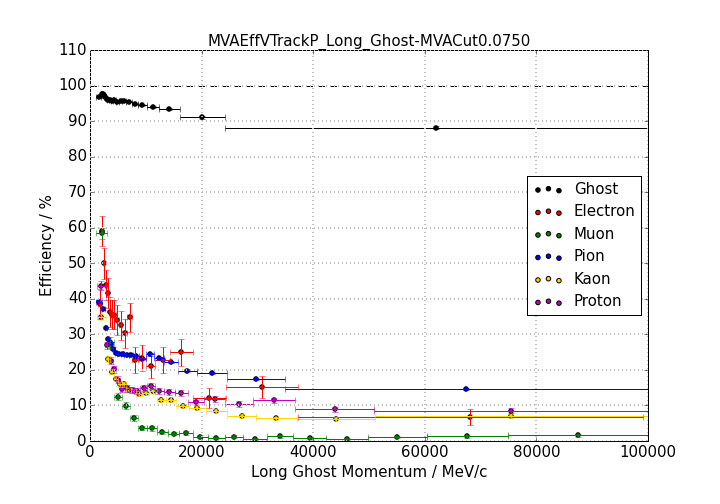 MVAEffVTrackP_Long_Ghost-MVACut0.0750
110
100
90
80
70
60
50
40
30
20
10
0
Efficiency / %
Ghost
Electron
Muon
Pion
Kaon
Proton
0 20000 40000 60000 80000 100000
Long Ghost Momentum / MeV/c